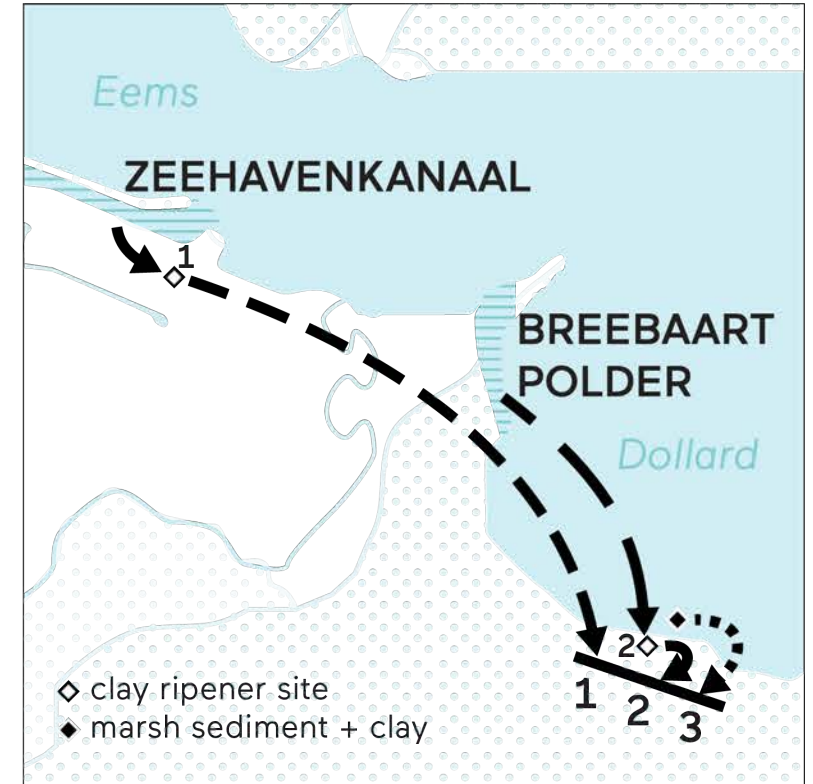 Eems
ZEEHAVENKANAAL
1
BREEBAART
POLDER
Dollard
2
1
2
3
clay ripener site
marsh sediment + clay